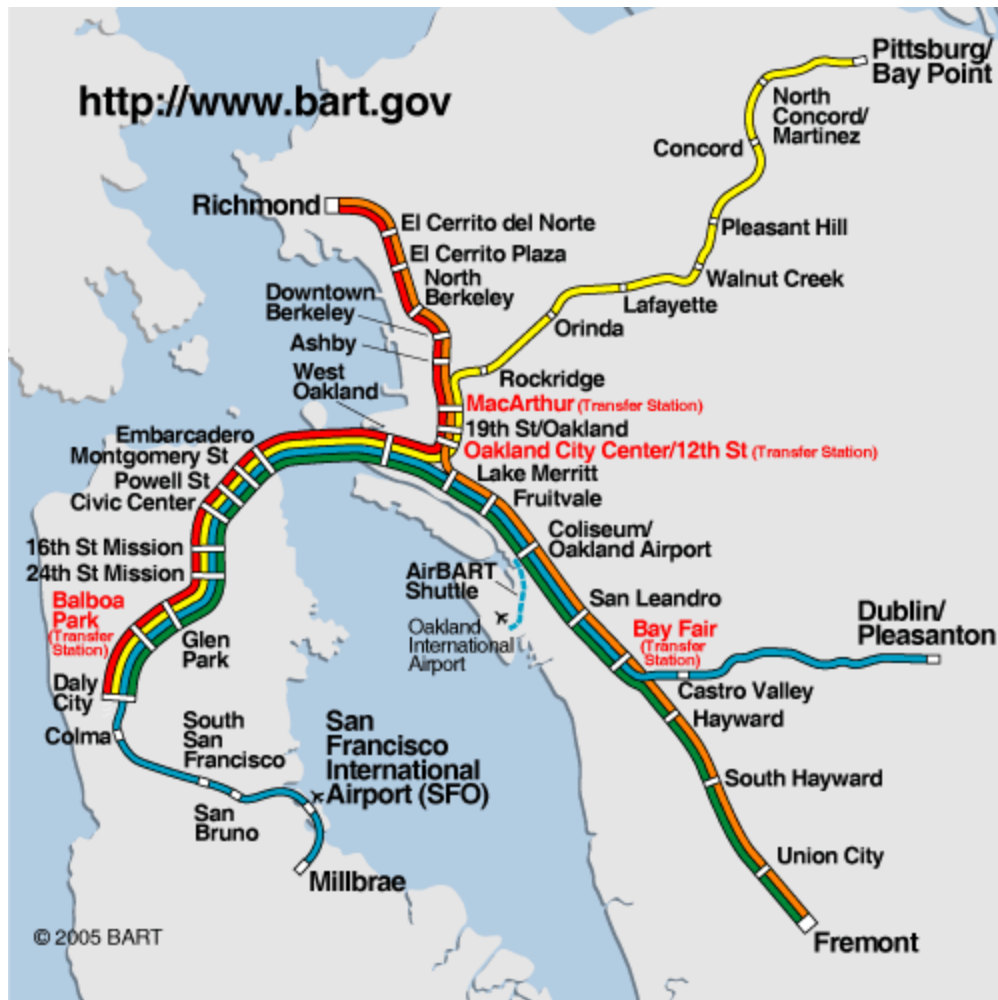 http://www.bart.gov
Pittsburg/
Bay Point
North
Concord/
Martinez
Concord
Pleasant Hill
Walnut Creek
Lafayette
Orinda
Rockridge
Richmond
El Cerrito del Norte
El Cerrito Plaza
North
Berkeley
Downtown
Berkeley
Ashby
West
Oakland
MacArthur (Transfer Station)
19th St/Oakland
Oakland City Center/12th St (Transfer Station)
Lake Merritt
Fruitvale
Coliseum/
Oakland Airport
Embarcadero
Montgomery St
Powell St
Civic Center
16th St Mission
24th St Mission
Balboa
Park
(Transfer
Station)
Glen
Park
Daly
City
Colma
South
San
Francisco
San
Bruno
San
Francisco
International
Airport (SFO)
Millbrae
AirBART
Shuttle
Oakland
International
Airport
San Leandro
Bay Fair
(Transfer
Station)
Dublin/
Pleasanton
Castro Valley
Hayward
South Hayward
Union City
Fremont
© 2005 BART